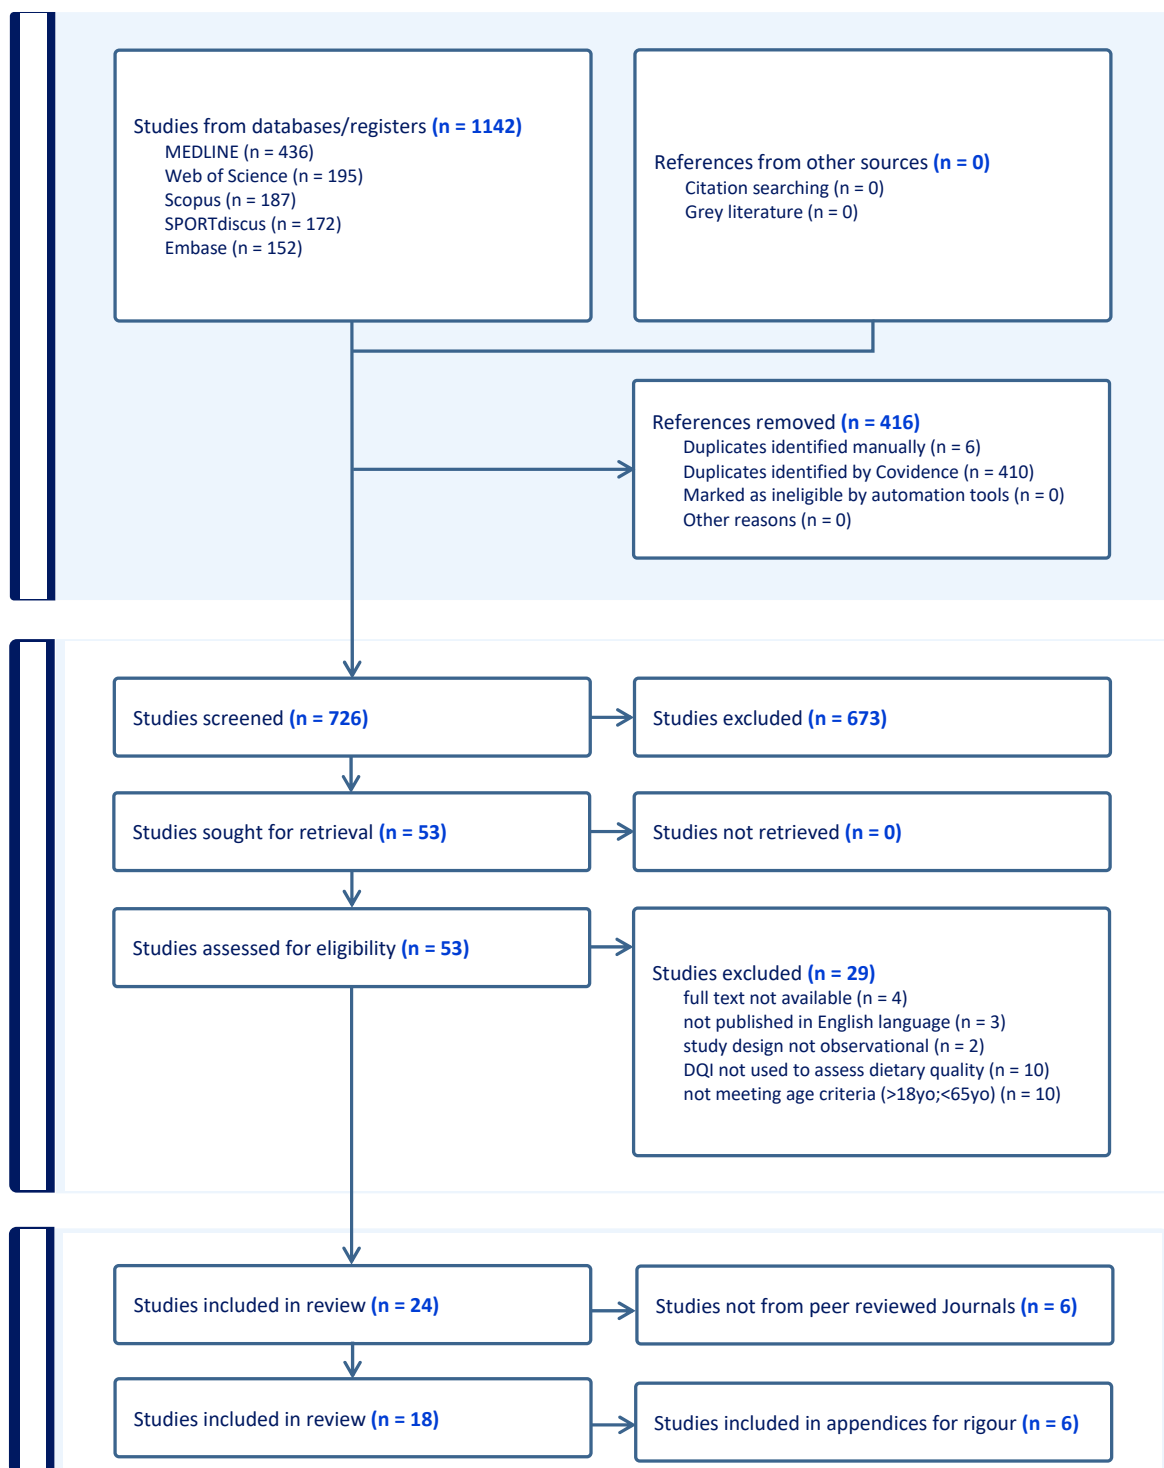 Studies from databases/registers (n = 1142)
MEDLINE (n = 436)
Web of Science (n = 195)
Scopus (n = 187)
SPORTdiscus (n = 172)
Embase (n = 152)
References from other sources (n = 0)
Citation searching (n = 0)
Grey literature (n = 0)
References removed (n = 416)
Duplicates identified manually (n = 6)
Duplicates identified by Covidence (n = 410)
Marked as ineligible by automation tools (n = 0)
Other reasons (n = 0)
Studies screened (n = 726)
Studies excluded (n = 673)
Studies sought for retrieval (n = 53)
Studies not retrieved (n = 0)
Studies assessed for eligibility (n = 53)
Studies excluded (n = 29)
full text not available (n = 4)
not published in English language (n = 3)
study design not observational (n = 2)
DQI not used to assess dietary quality (n = 10)
not meeting age criteria (>18yo;<65yo) (n = 10)
Studies included in review (n = 24)
Studies not from peer reviewed Journals (n = 6)
Studies included in review (n = 18)
Studies included in appendices for rigour (n = 6)